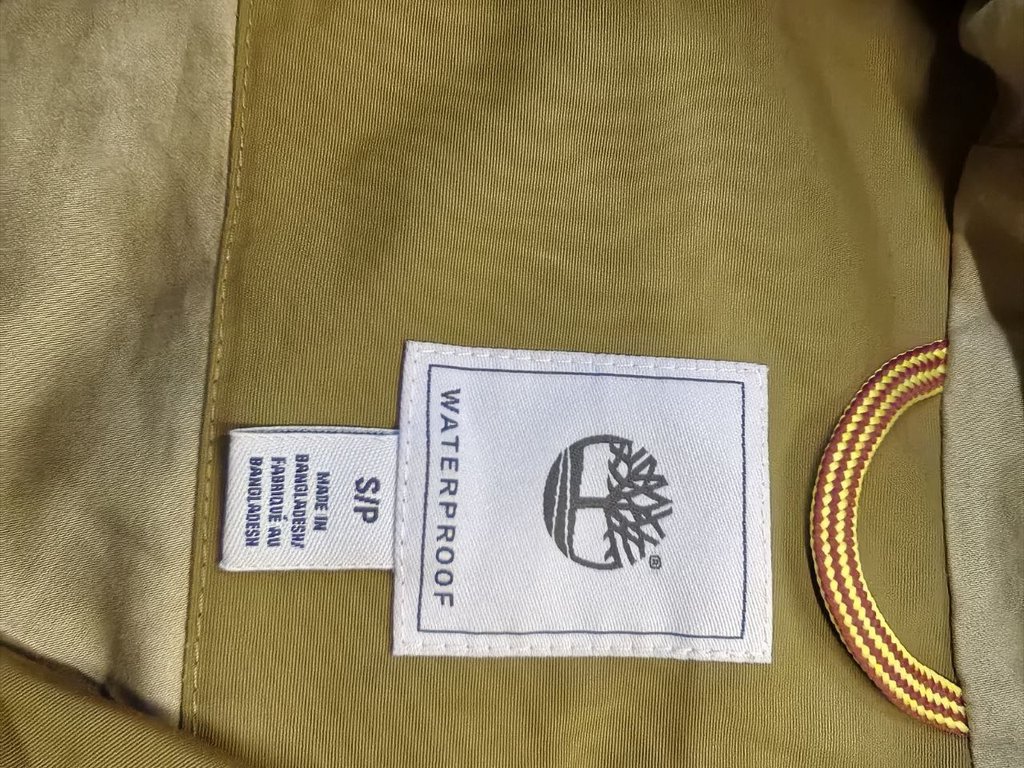 ®
WATERPROOF
S/P
MADE IN
BANGLADESH/
FABRIQUÉ AU
BANGLADESH